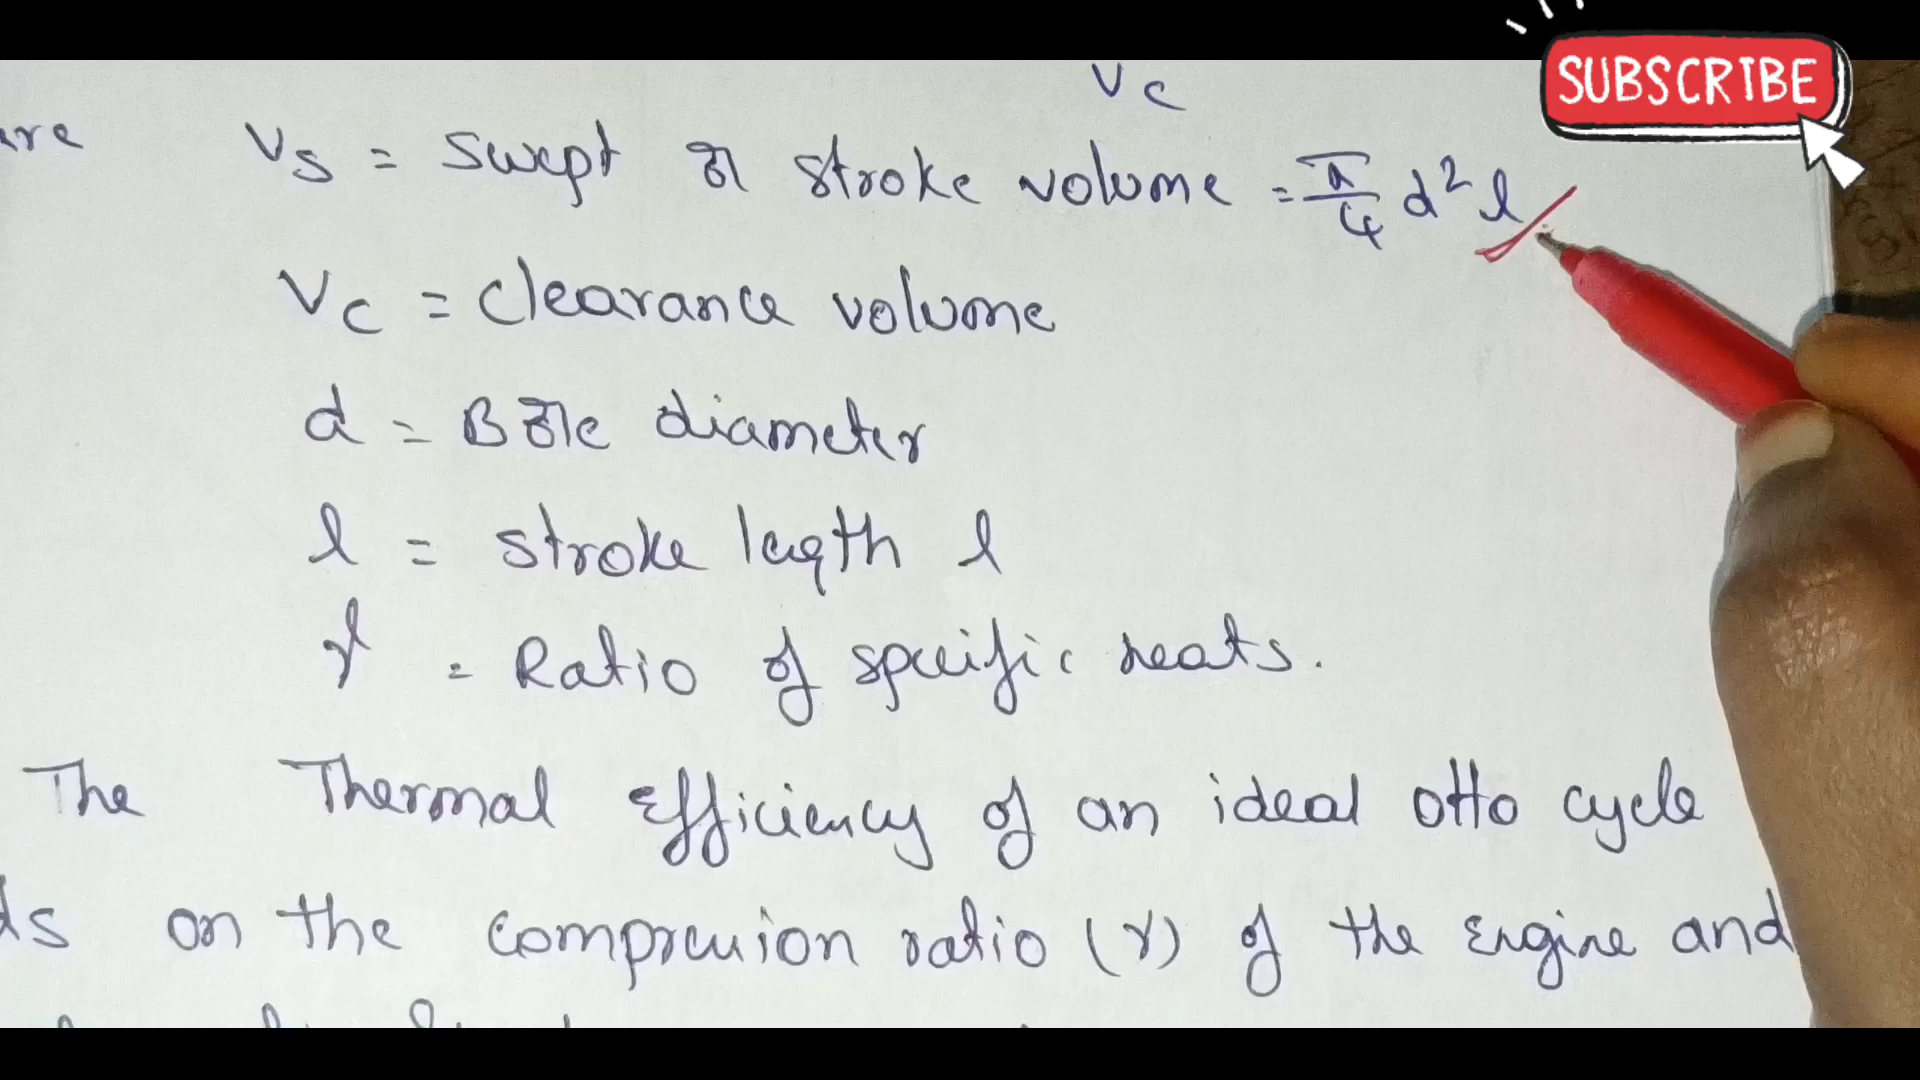 Vc
SUBSCRIBE
Vs = Swept or stroke volume = π/4 d² l
Vc = Clearance volume
d = Bore diameter
l = stroke length l
γ = Ratio of specific heats.
The Thermal Efficiency of an ideal otto cycle
on the compression ratio (r) of the Engine and